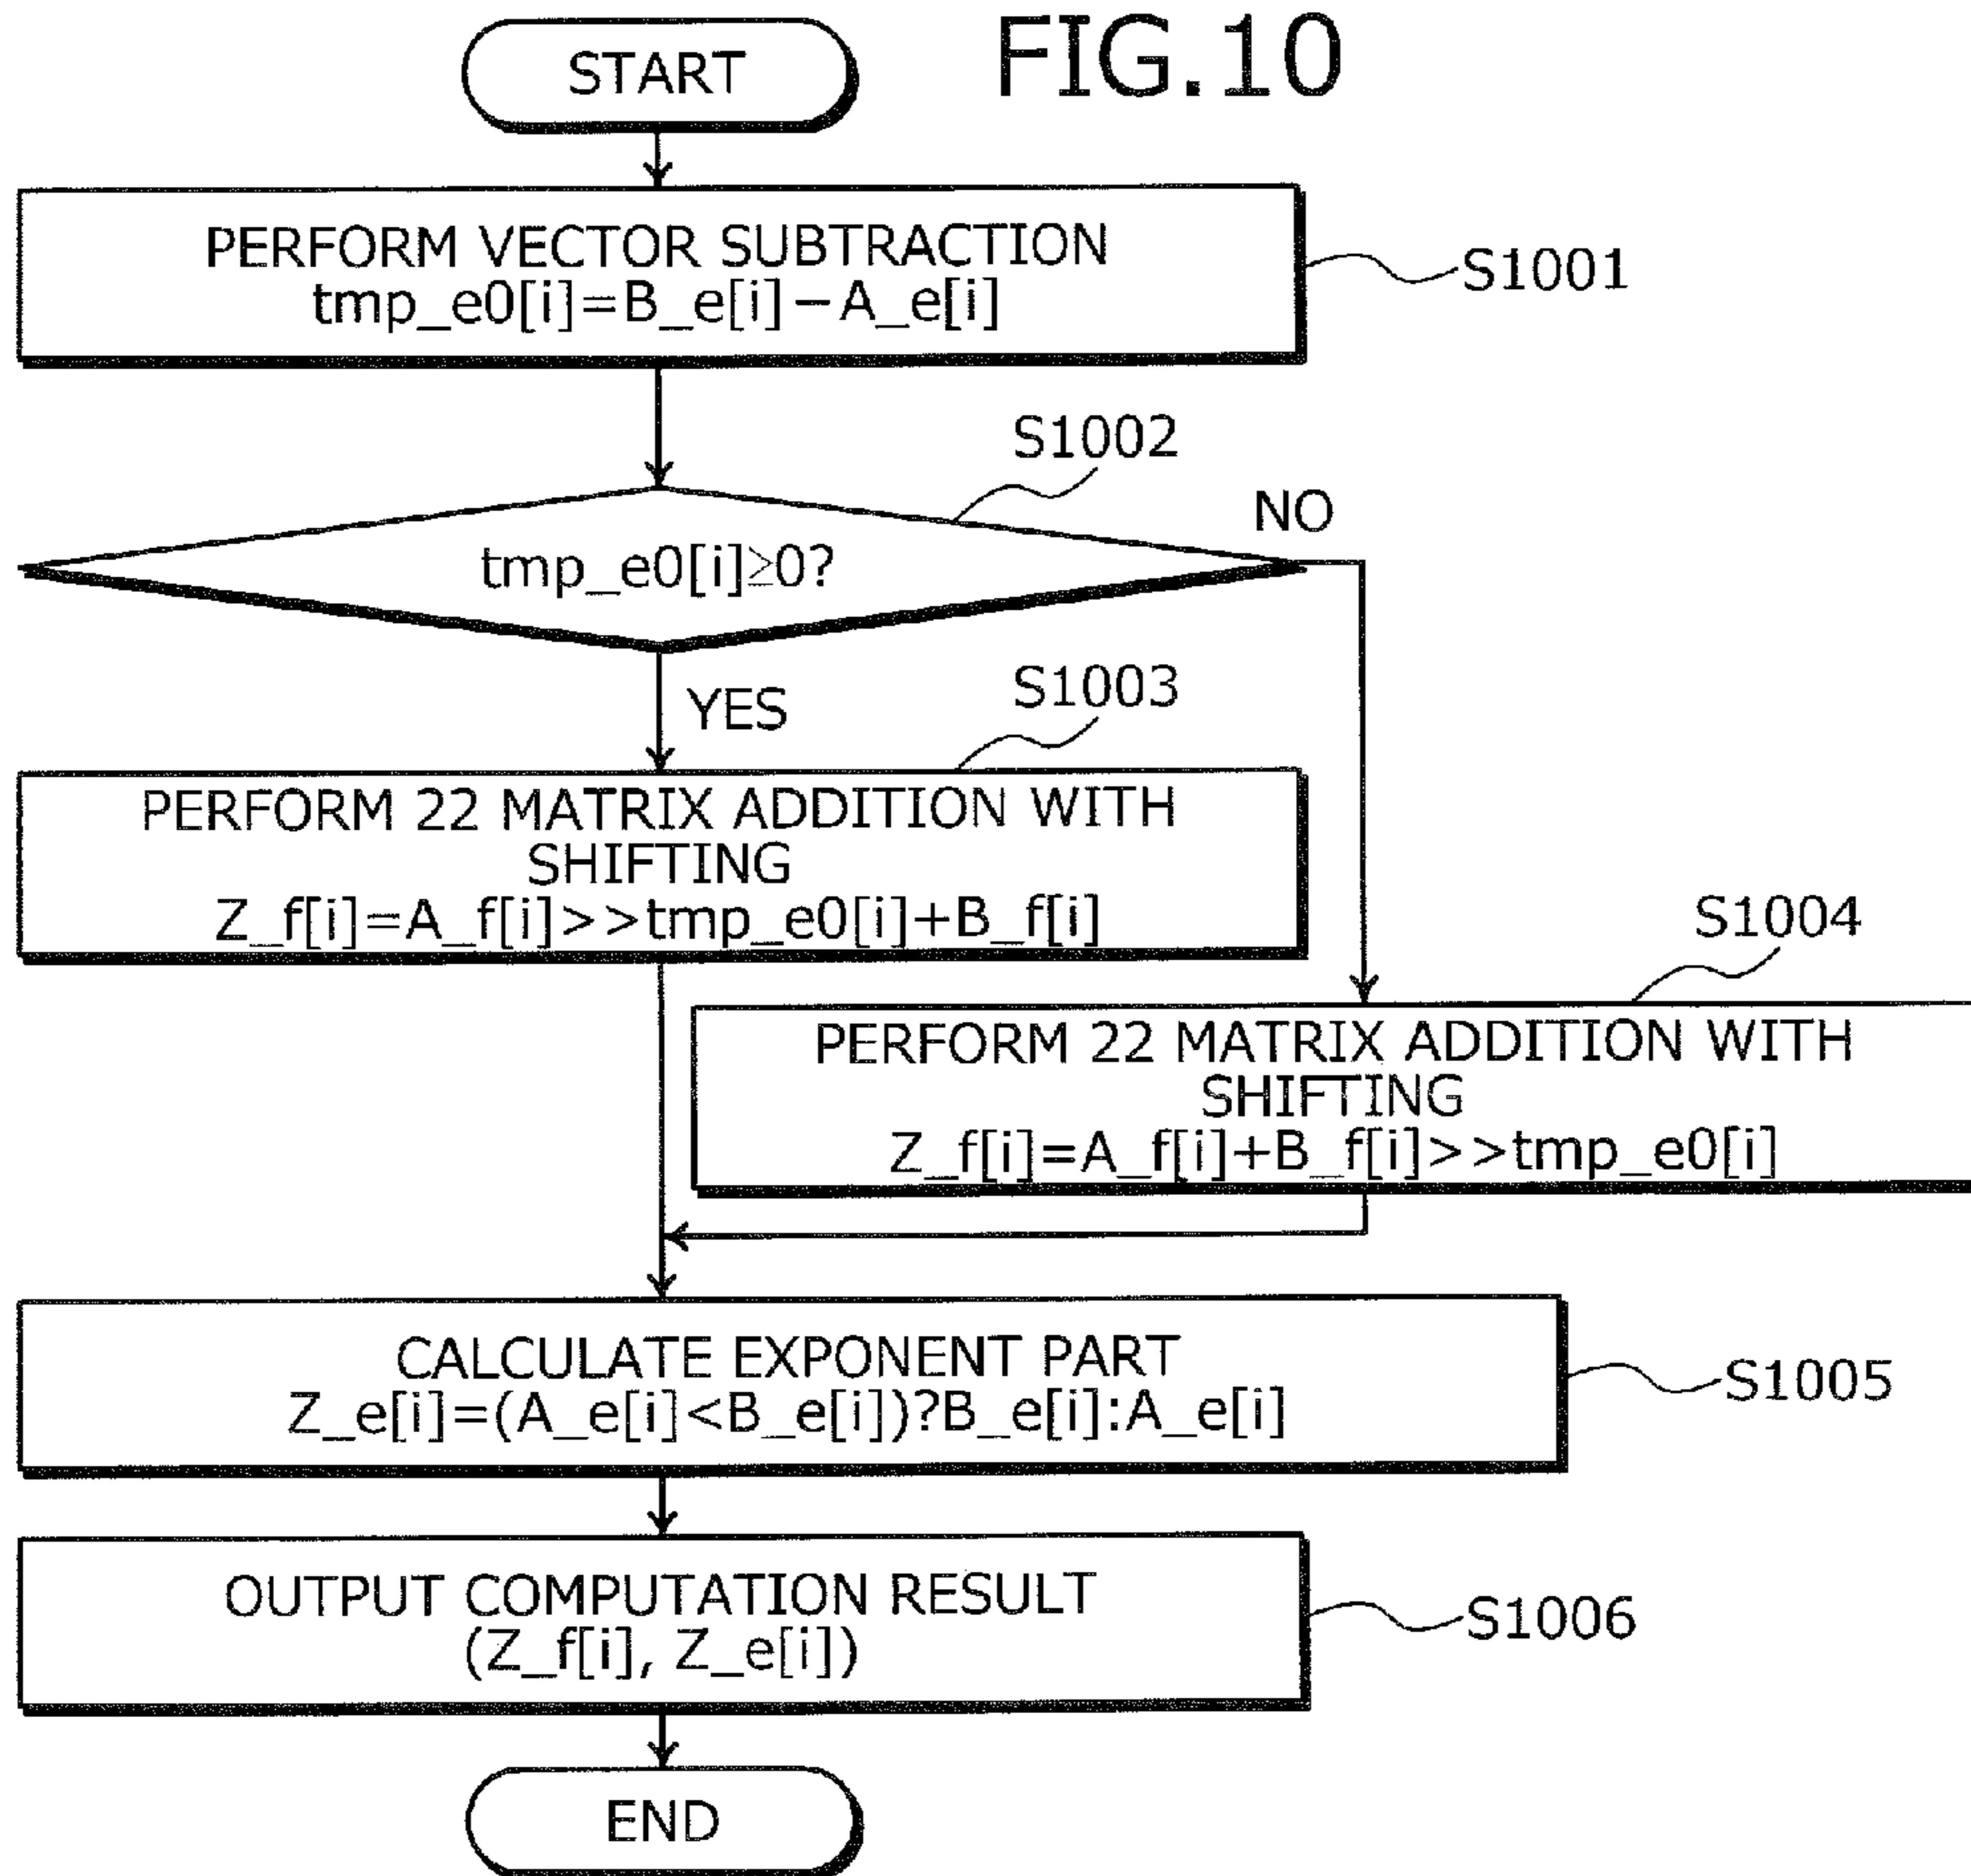 FIG.10
START
PERFORM VECTOR SUBTRACTION
tmp_e0[i]=B_e[i]−A_e[i]
S1001
S1002
tmp_e0[i]≥0?
NO
YES
S1003
PERFORM 22 MATRIX ADDITION WITH
SHIFTING
Z_f[i]=A_f[i]>>tmp_e0[i]+B_f[i]
S1004
PERFORM 22 MATRIX ADDITION WITH
SHIFTING
Z_f[i]=A_f[i]+B_f[i]>>tmp_e0[i]
CALCULATE EXPONENT PART
Z_e[i]=(A_e[i]<B_e[i])?B_e[i]:A_e[i]
S1005
OUTPUT COMPUTATION RESULT
(Z_f[i], Z_e[i])
S1006
END